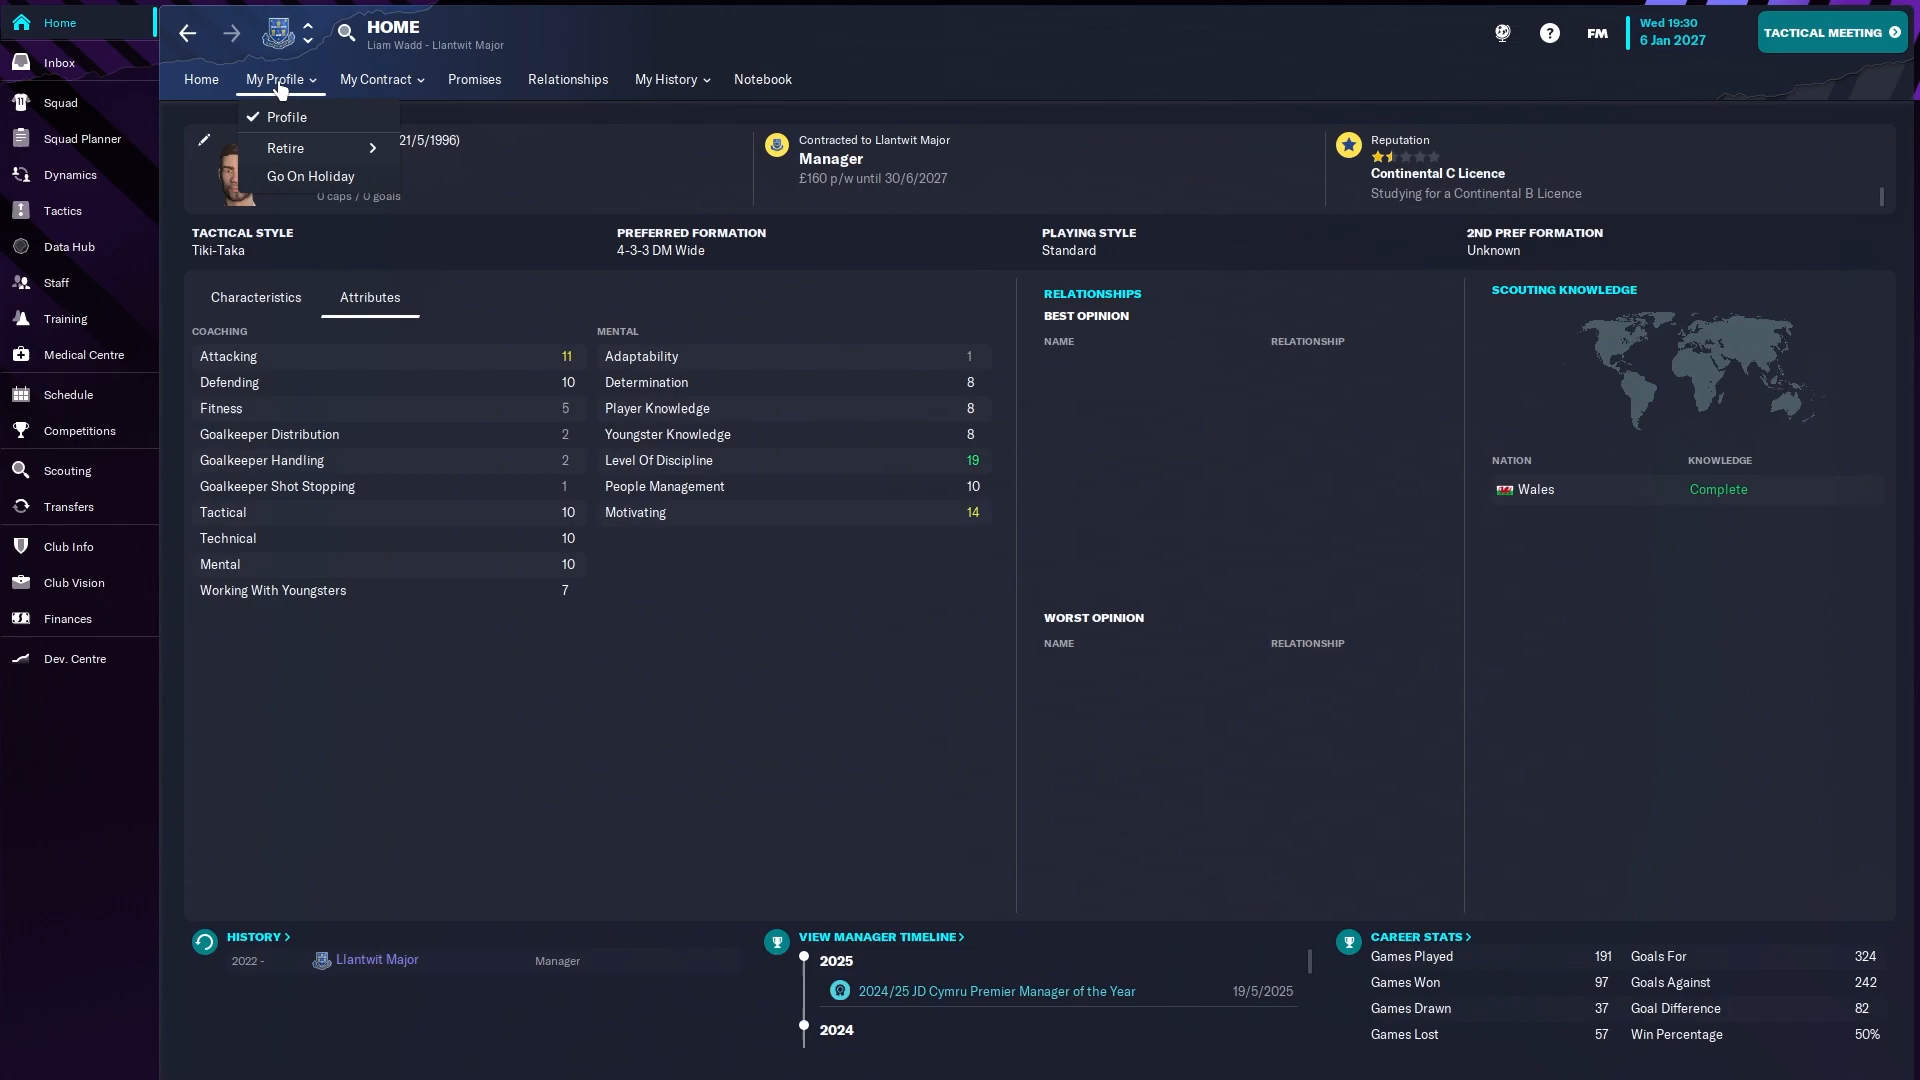 Home
Inbox
Squad
Squad Planner
Dynamics
Tactics
Data Hub
Staff
Training
Medical Centre
Schedule
Competitions
Scouting
Transfers
Club Info
Club Vision
Finances
Dev. Centre
HOME
Liam Wadd - Llantwit Major
FM
Wed 19:30
6 Jan 2027
TACTICAL MEETING
Home My Profile My Contract Promises Relationships My History Notebook
Profile
Retire
Go On Holiday
21/5/1996)
0 caps / 0 goals
Contracted to Llantwit Major
Manager
£160 p/w until 30/6/2027
Reputation
Continental C Licence
Studying for a Continental B Licence
TACTICAL STYLE
Tiki-Taka
PREFERRED FORMATION
4-3-3 DM Wide
PLAYING STYLE
Standard
2ND PREF FORMATION
Unknown
Characteristics Attributes
COACHING
Attacking 11
Defending 10
Fitness 5
Goalkeeper Distribution 2
Goalkeeper Handling 2
Goalkeeper Shot Stopping 1
Tactical 10
Technical 10
Mental 10
Working With Youngsters 7
MENTAL
Adaptability 1
Determination 8
Player Knowledge 8
Youngster Knowledge 8
Level Of Discipline 19
People Management 10
Motivating 14
RELATIONSHIPS
BEST OPINION
NAME RELATIONSHIP
WORST OPINION
NAME RELATIONSHIP
SCOUTING KNOWLEDGE
NATION KNOWLEDGE
Wales Complete
HISTORY >
2022 - Llantwit Major Manager
VIEW MANAGER TIMELINE >
2025
2024/25 JD Cymru Premier Manager of the Year 19/5/2025
2024
CAREER STATS >
Games Played 191 Goals For 324
Games Won 97 Goals Against 242
Games Drawn 37 Goal Difference 82
Games Lost 57 Win Percentage 50%